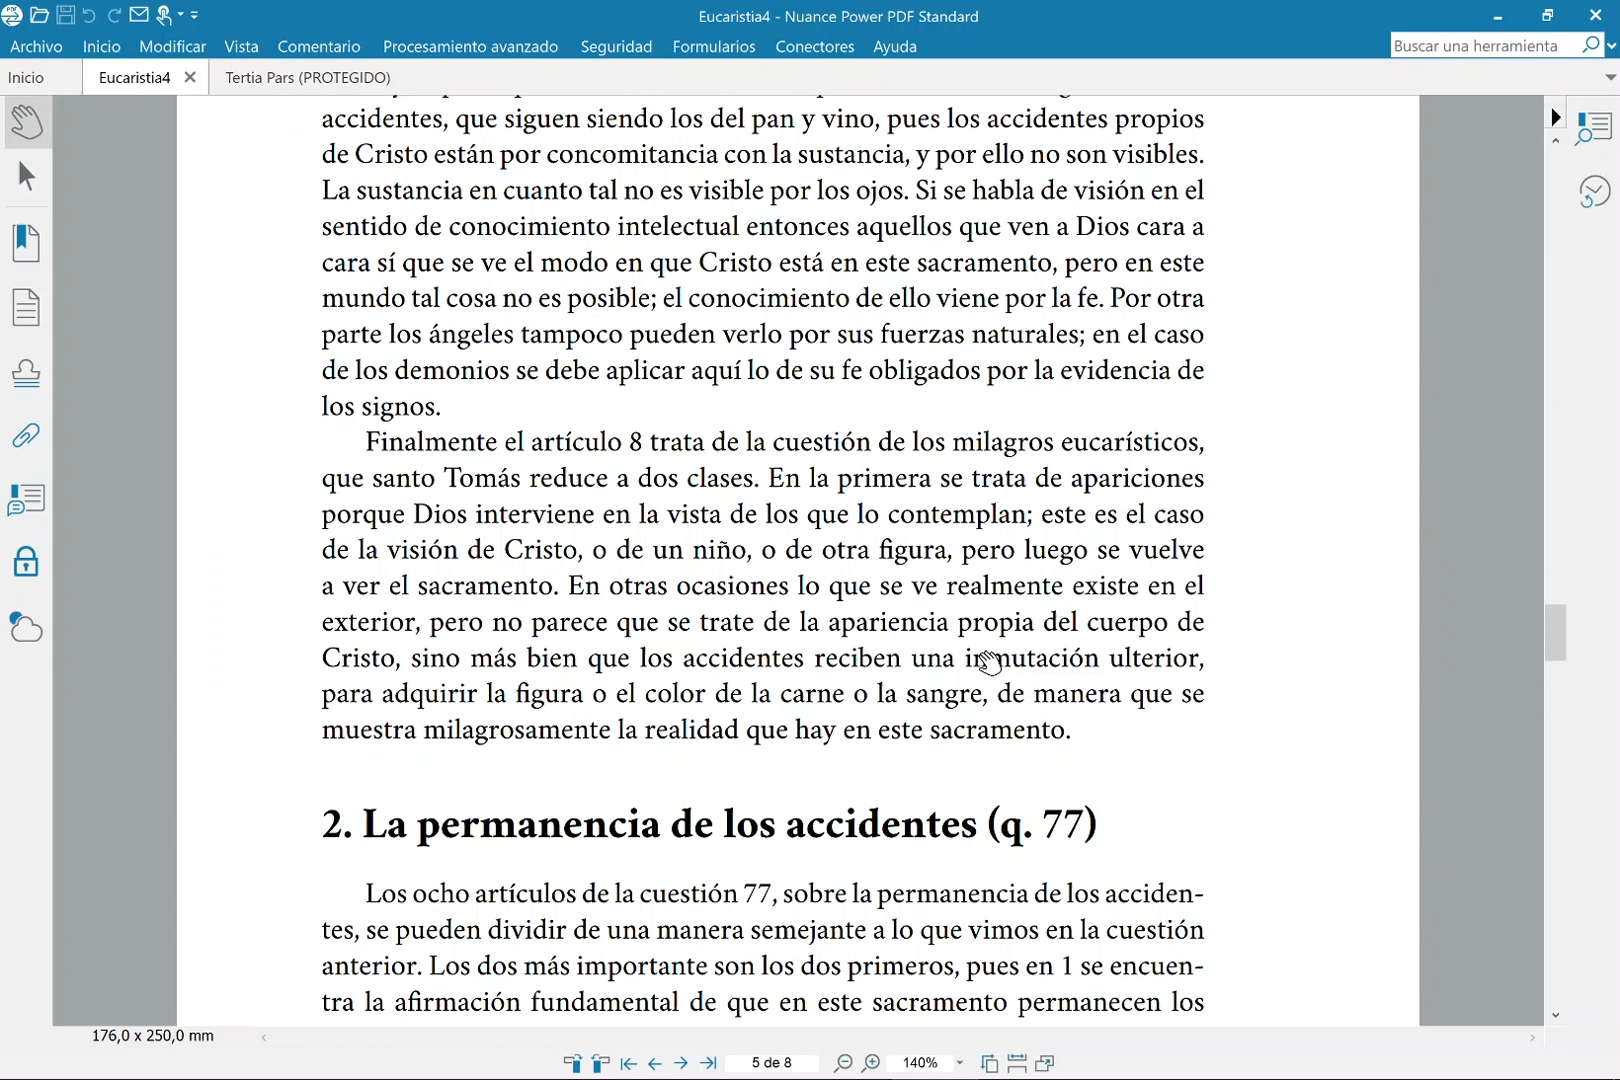 Eucaristia4 - Nuance Power PDF Standard
Archivo Inicio Modificar Vista Comentario Procesamiento avanzado Seguridad Formularios Conectores Ayuda
Buscar una herramienta
Inicio Eucaristia4 Tertia Pars (PROTEGIDO)
accidentes, que siguen siendo los del pan y vino, pues los accidentes propios
de Cristo están por concomitancia con la sustancia, y por ello no son visibles.
La sustancia en cuanto tal no es visible por los ojos. Si se habla de visión en el
sentido de conocimiento intelectual entonces aquellos que ven a Dios cara a
cara sí que se ve el modo en que Cristo está en este sacramento, pero en este
mundo tal cosa no es posible; el conocimiento de ello viene por la fe. Por otra
parte los ángeles tampoco pueden verlo por sus fuerzas naturales; en el caso
de los demonios se debe aplicar aquí lo de su fe obligados por la evidencia de
los signos.
Finalmente el artículo 8 trata de la cuestión de los milagros eucarísticos,
que santo Tomás reduce a dos clases. En la primera se trata de apariciones
porque Dios interviene en la vista de los que lo contemplan; este es el caso
de la visión de Cristo, o de un niño, o de otra figura, pero luego se vuelve
a ver el sacramento. En otras ocasiones lo que se ve realmente existe en el
exterior, pero no parece que se trate de la apariencia propia del cuerpo de
Cristo, sino más bien que los accidentes reciben una inmutación ulterior,
para adquirir la figura o el color de la carne o la sangre, de manera que se
muestra milagrosamente la realidad que hay en este sacramento.
2. La permanencia de los accidentes (q. 77)
Los ocho artículos de la cuestión 77, sobre la permanencia de los acciden-
tes, se pueden dividir de una manera semejante a lo que vimos en la cuestión
anterior. Los dos más importante son los dos primeros, pues en 1 se encuen-
tra la afirmación fundamental de que en este sacramento permanecen los
176,0 x 250,0 mm
5 de 8 140%